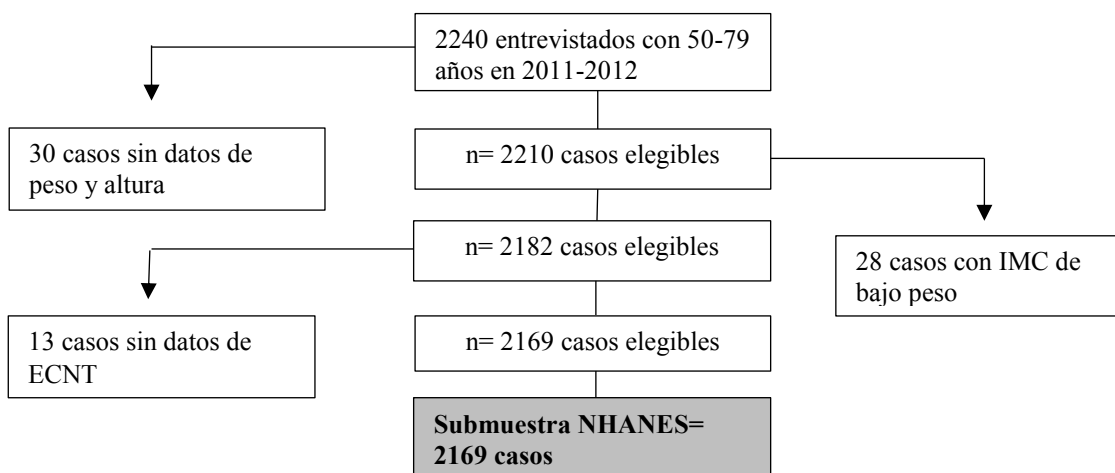 2240 entrevistados con 50-79
años en 2011-2012
30 casos sin datos de
peso y altura
n= 2210 casos elegibles
n= 2182 casos elegibles
28 casos con IMC de
bajo peso
13 casos sin datos de
ECNT
n= 2169 casos elegibles
Submuestra NHANES=
2169 casos